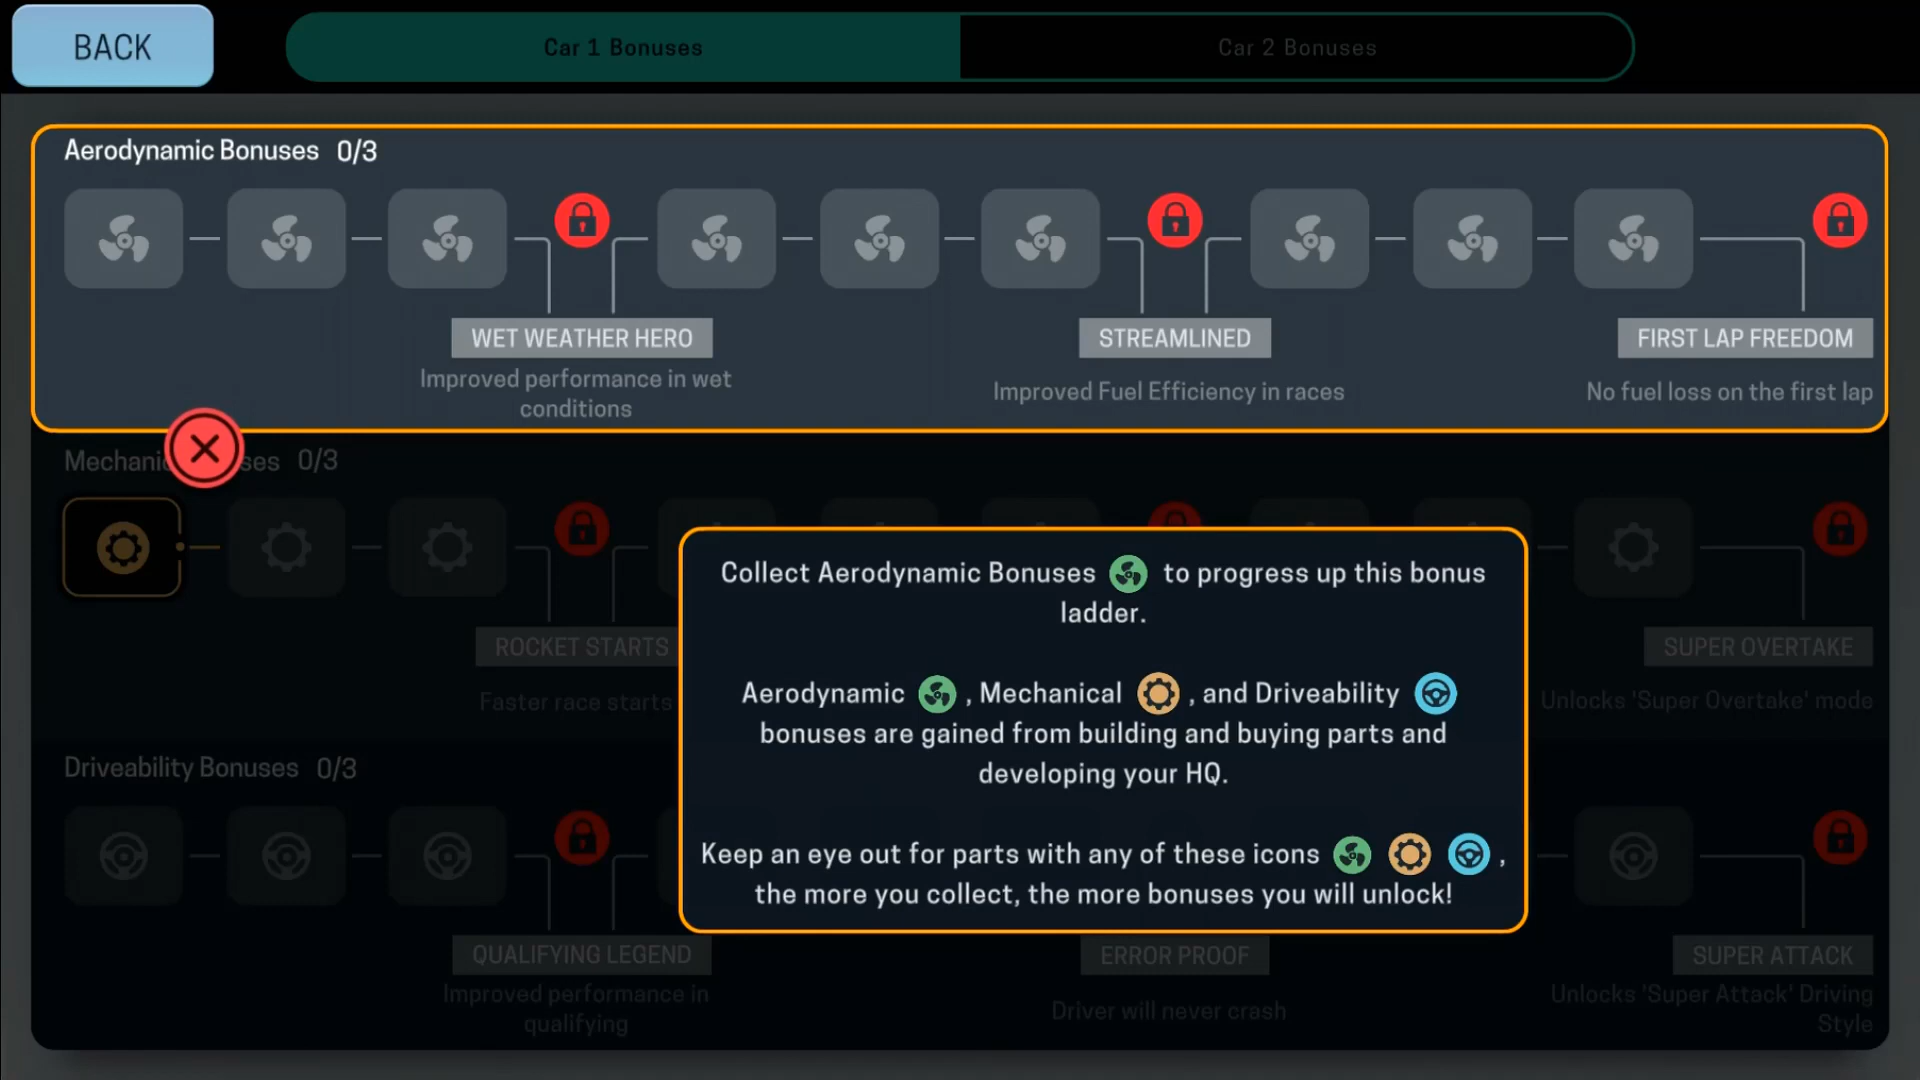 BACK
Car 1 Bonuses
Car 2 Bonuses
Aerodynamic Bonuses 0/3
WET WEATHER HERO
STREAMLINED
FIRST LAP FREEDOM
Improved performance in wet
conditions
Improved Fuel Efficiency in races
No fuel loss on the first lap
0/3
ROCKET STARTS
SUPER OVERTAKE
Faster race starts
Unlocks 'Super Overtake' mode
Collect Aerodynamic Bonuses to progress up this bonus
ladder.
Aerodynamic , Mechanical , and Driveability
bonuses are gained from building and buying parts and
developing your HQ.
Keep an eye out for parts with any of these icons ,
the more you collect, the more bonuses you will unlock!
Driveability Bonuses 0/3
QUALIFYING LEGEND
ERROR PROOF
SUPER ATTACK
Improved performance in
qualifying
Driver will never crash
Unlocks 'Super Attack' Driving
Style